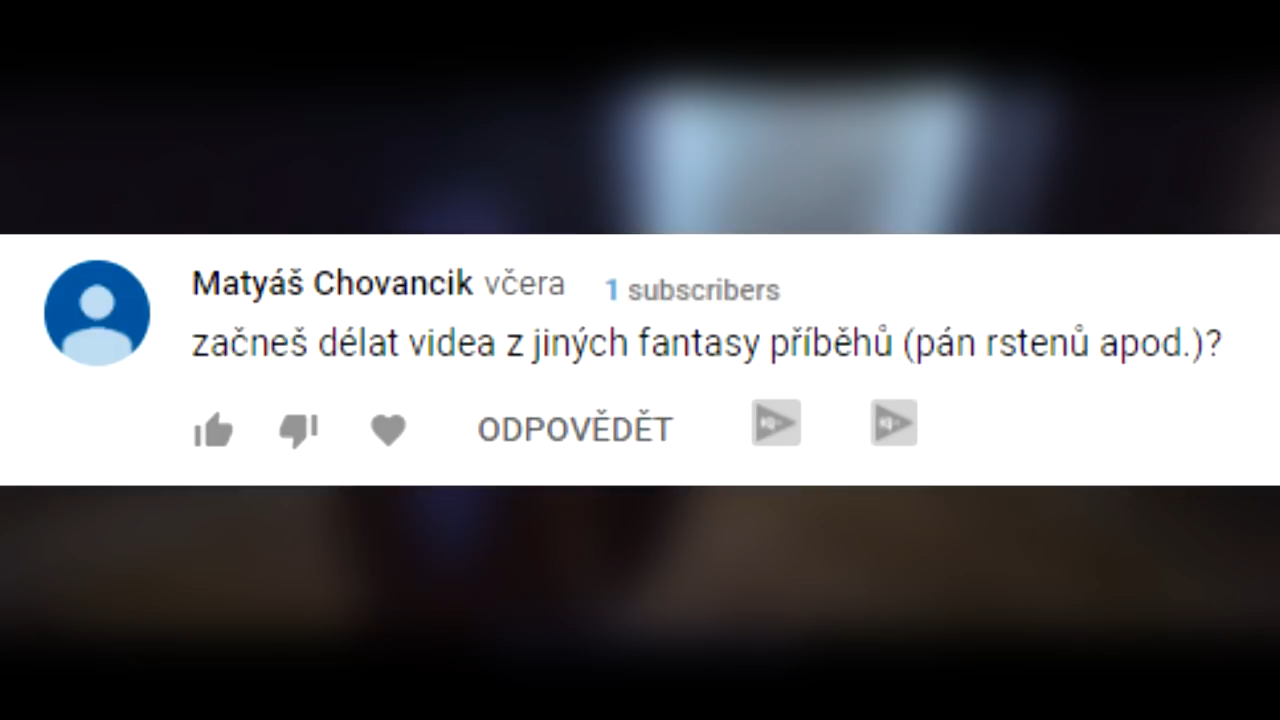 Matyáš Chovancik včera 1 subscribers
začneš délat videa z jiných fantasy příběhů (pán rstenů apod.)?
ODPOVĚDĚT